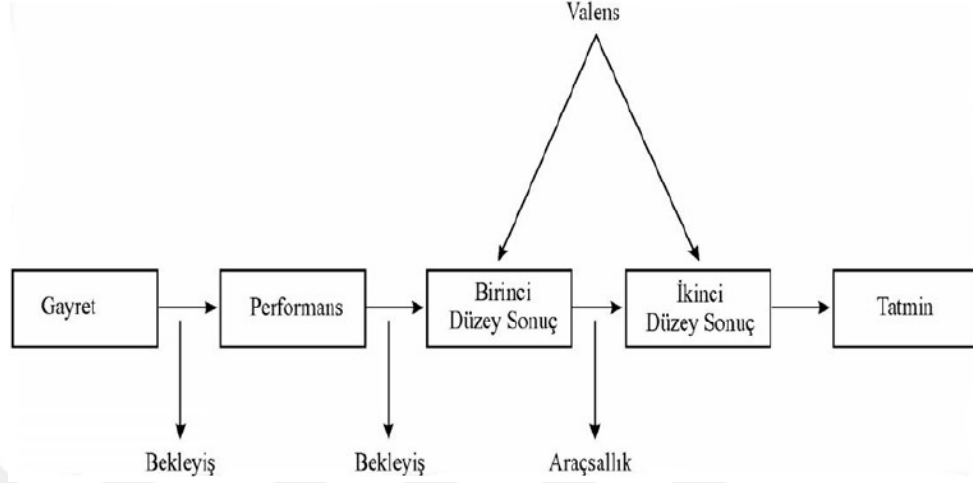 Valens
Gayret
Performans
Birinci
Düzey Sonuç
İkinci
Düzey Sonuç
Tatmin
Bekleyiş
Bekleyiş
Araçsallık